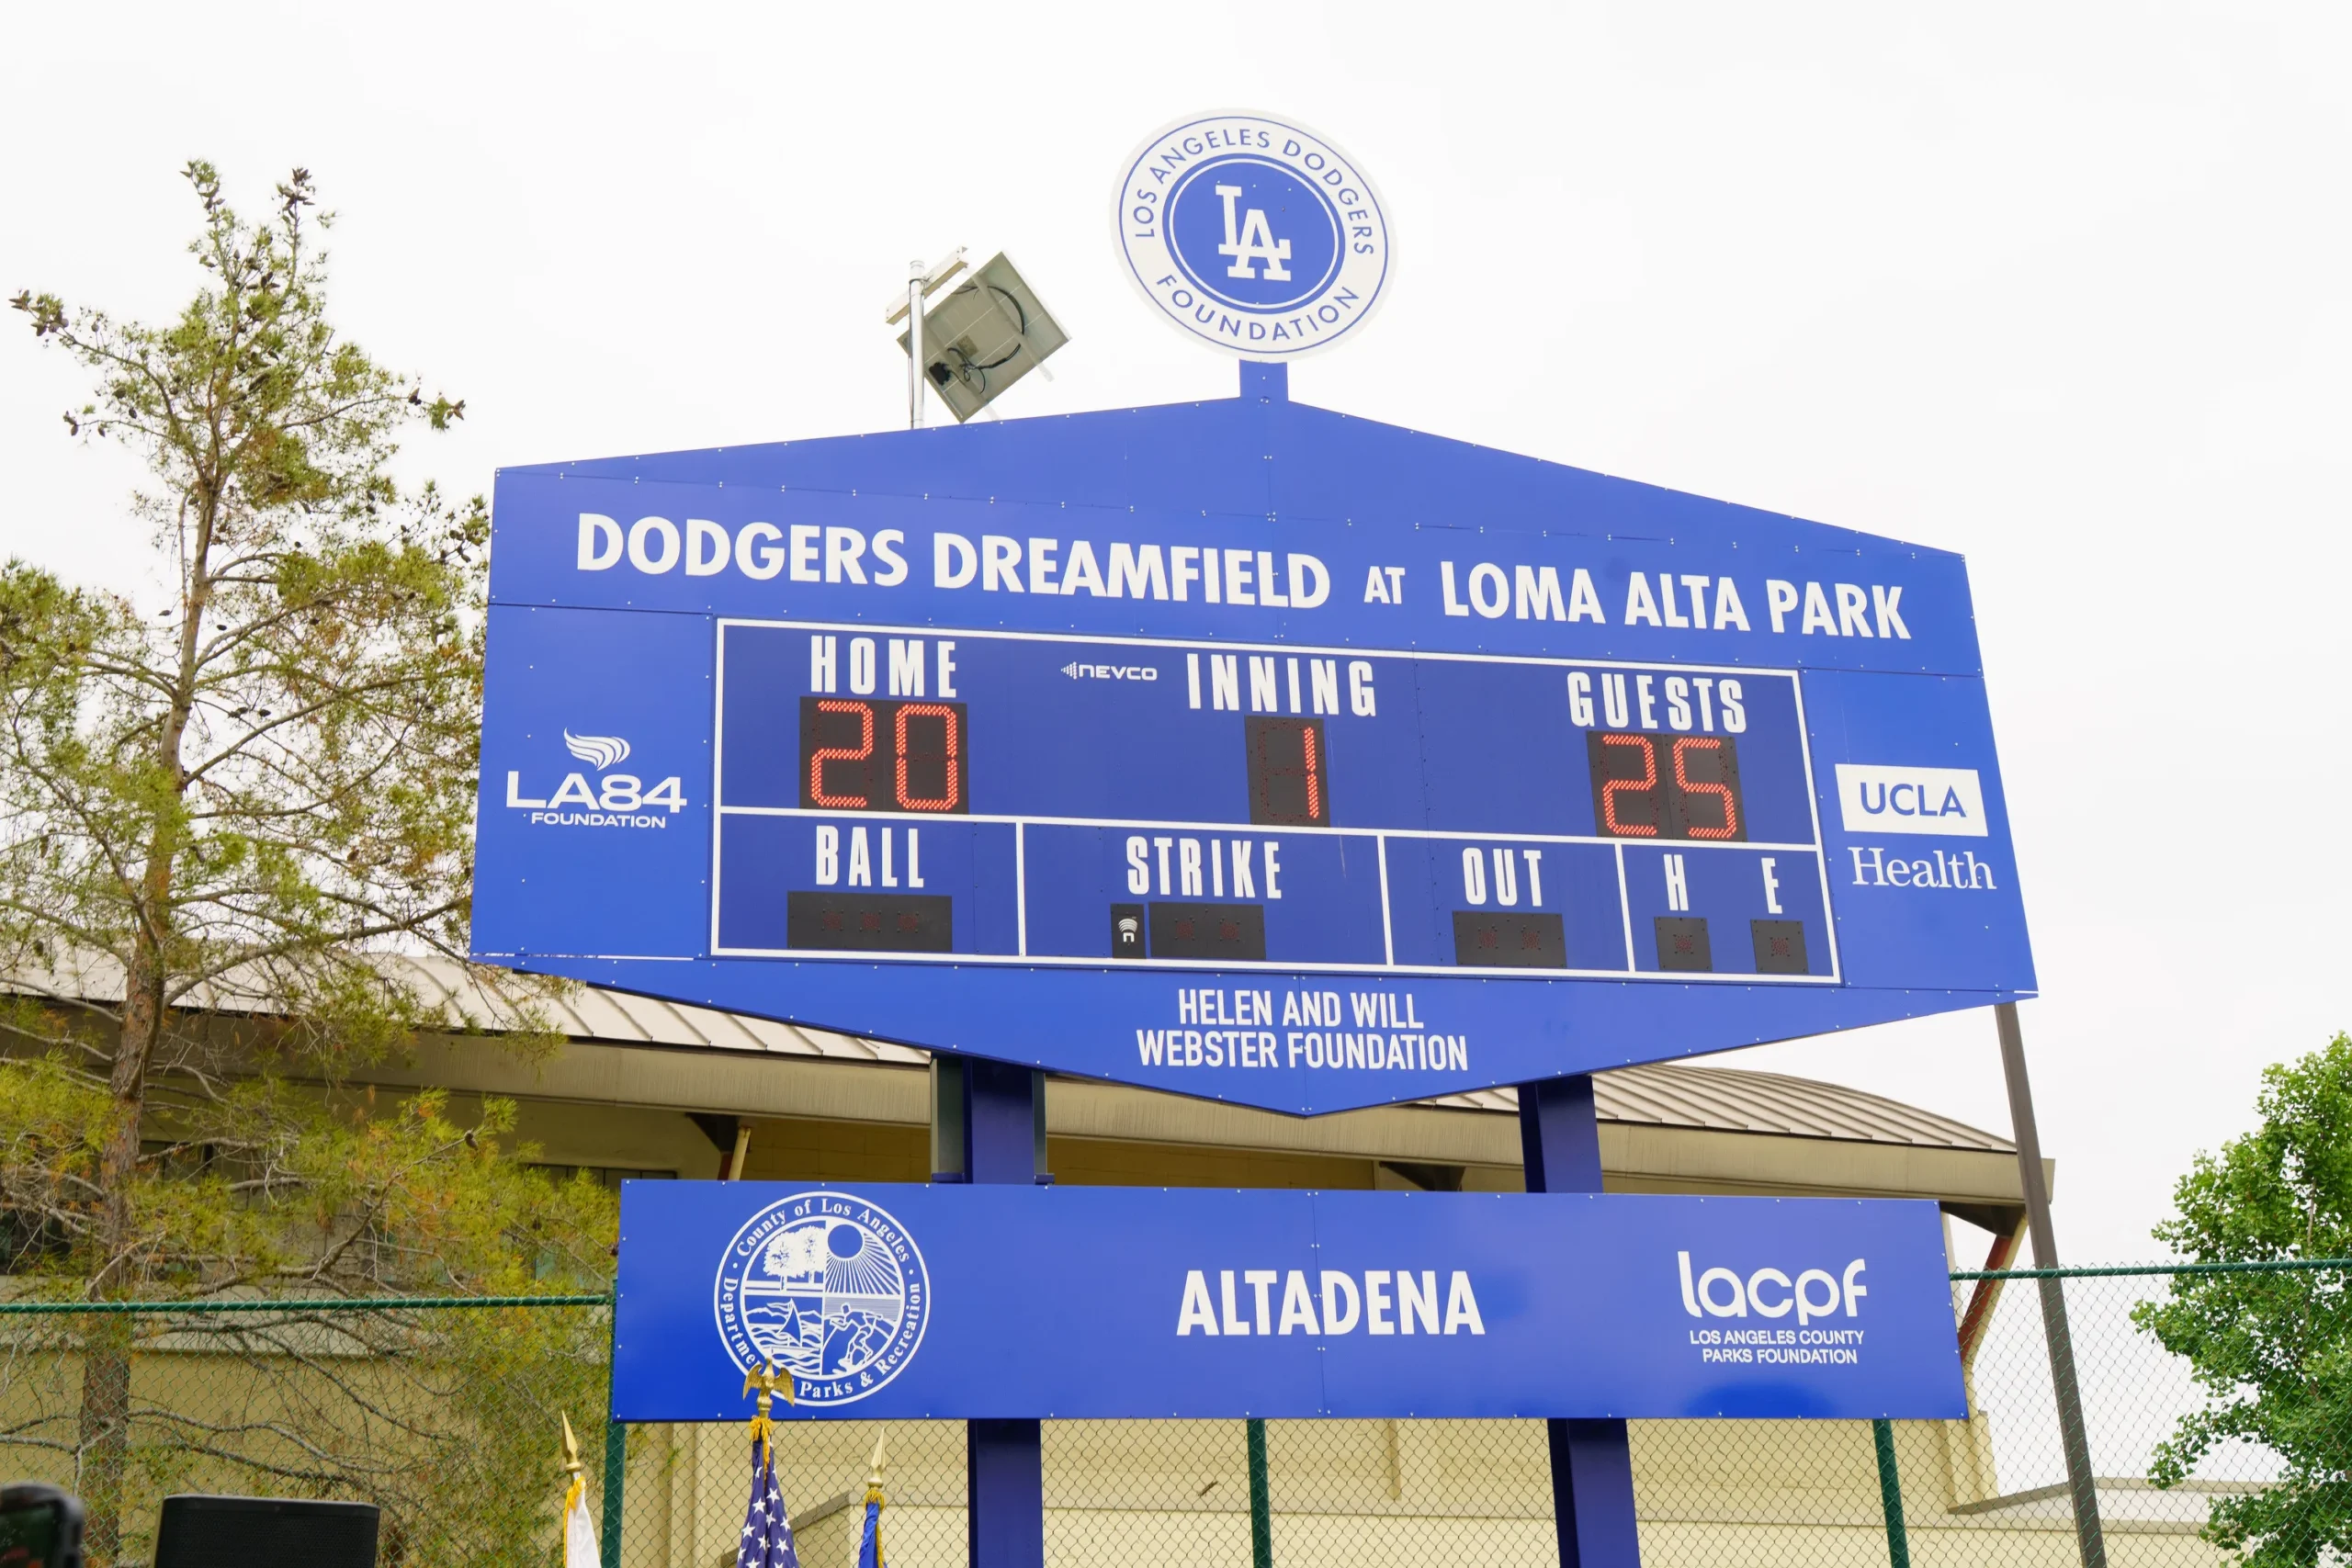 LOS ANGELES DODGERS
LA
FOUNDATION
DODGERS DREAMFIELD AT LOMA ALTA PARK
HOME
NEVCO
INNING
GUESTS
20
1
25
LA84
FOUNDATION
UCLA
Health
BALL
STRIKE
OUT
H
E
HELEN AND WILL
WEBSTER FOUNDATION
County of Los Angeles
Parks & Recreation
ALTADENA
lacpf
LOS ANGELES COUNTY
PARKS FOUNDATION